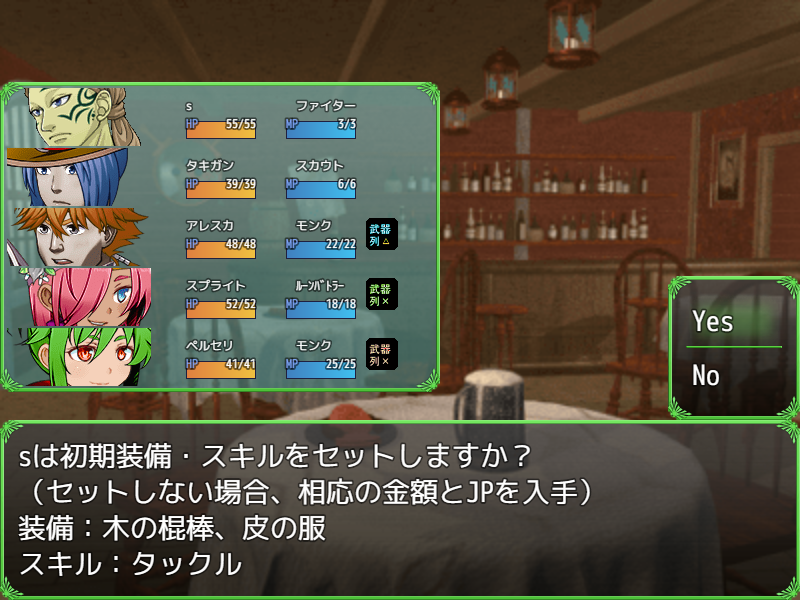 s ファイター
HP 55/55 MP 3/3
タキガン スカウト
HP 39/39 MP 6/6
アレスカ モンク
HP 48/48 MP 22/22
武器
列△
スプライト ルーンバトラー
HP 52/52 MP 18/18
武器
列×
ペルセリ モンク
HP 41/41 MP 25/25
武器
列×
Yes
No
sは初期装備・スキルをセットしますか？
（セットしない場合、相応の金額とJPを入手）
装備：木の棍棒、皮の服
スキル：タックル